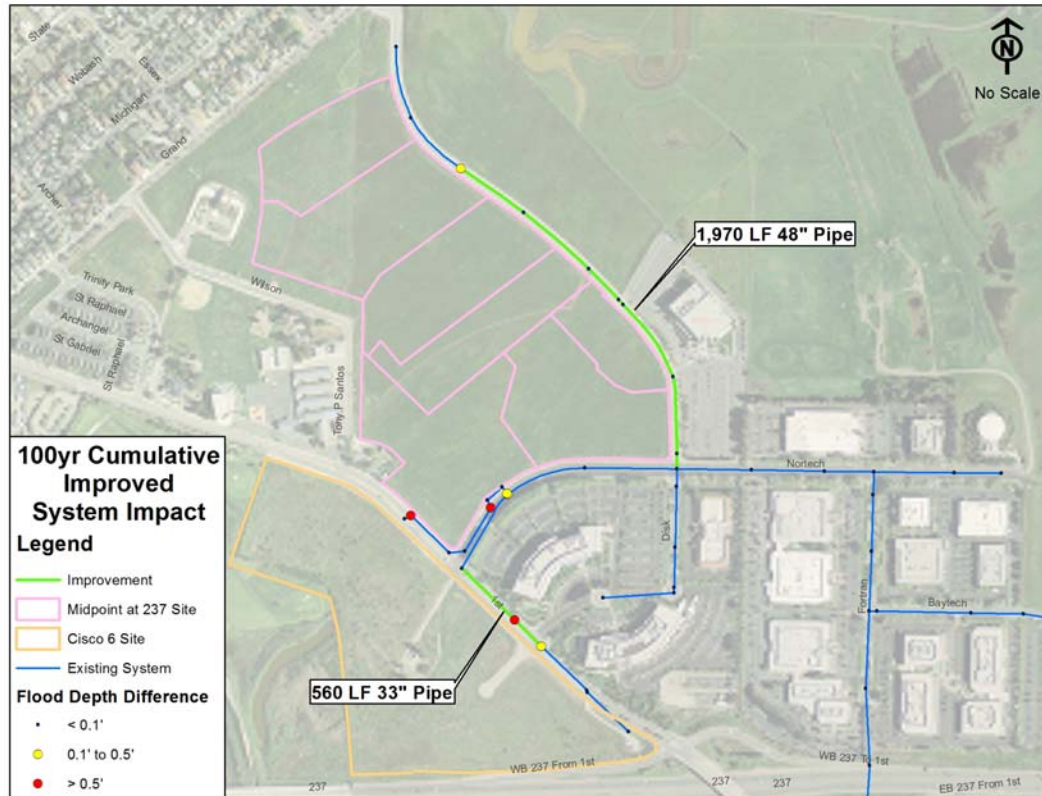 State
Wabash
Essex
Michigan
Grand
Archer
N
No Scale
1,970 LF 48" Pipe
Wilson
Trinity Park
St Raphael
Archangel
St Gabriel
St Raphael
Tony P Santos
Nortech
Disk
Fortran
Baytech
1st
560 LF 33" Pipe
WB 237 From 1st
WB 237 To 1st
237
237
237
EB 237 From 1st
100yr Cumulative
Improved
System Impact
Legend
Improvement
Midpoint at 237 Site
Cisco 6 Site
Existing System
Flood Depth Difference
< 0.1'
0.1' to 0.5'
> 0.5'